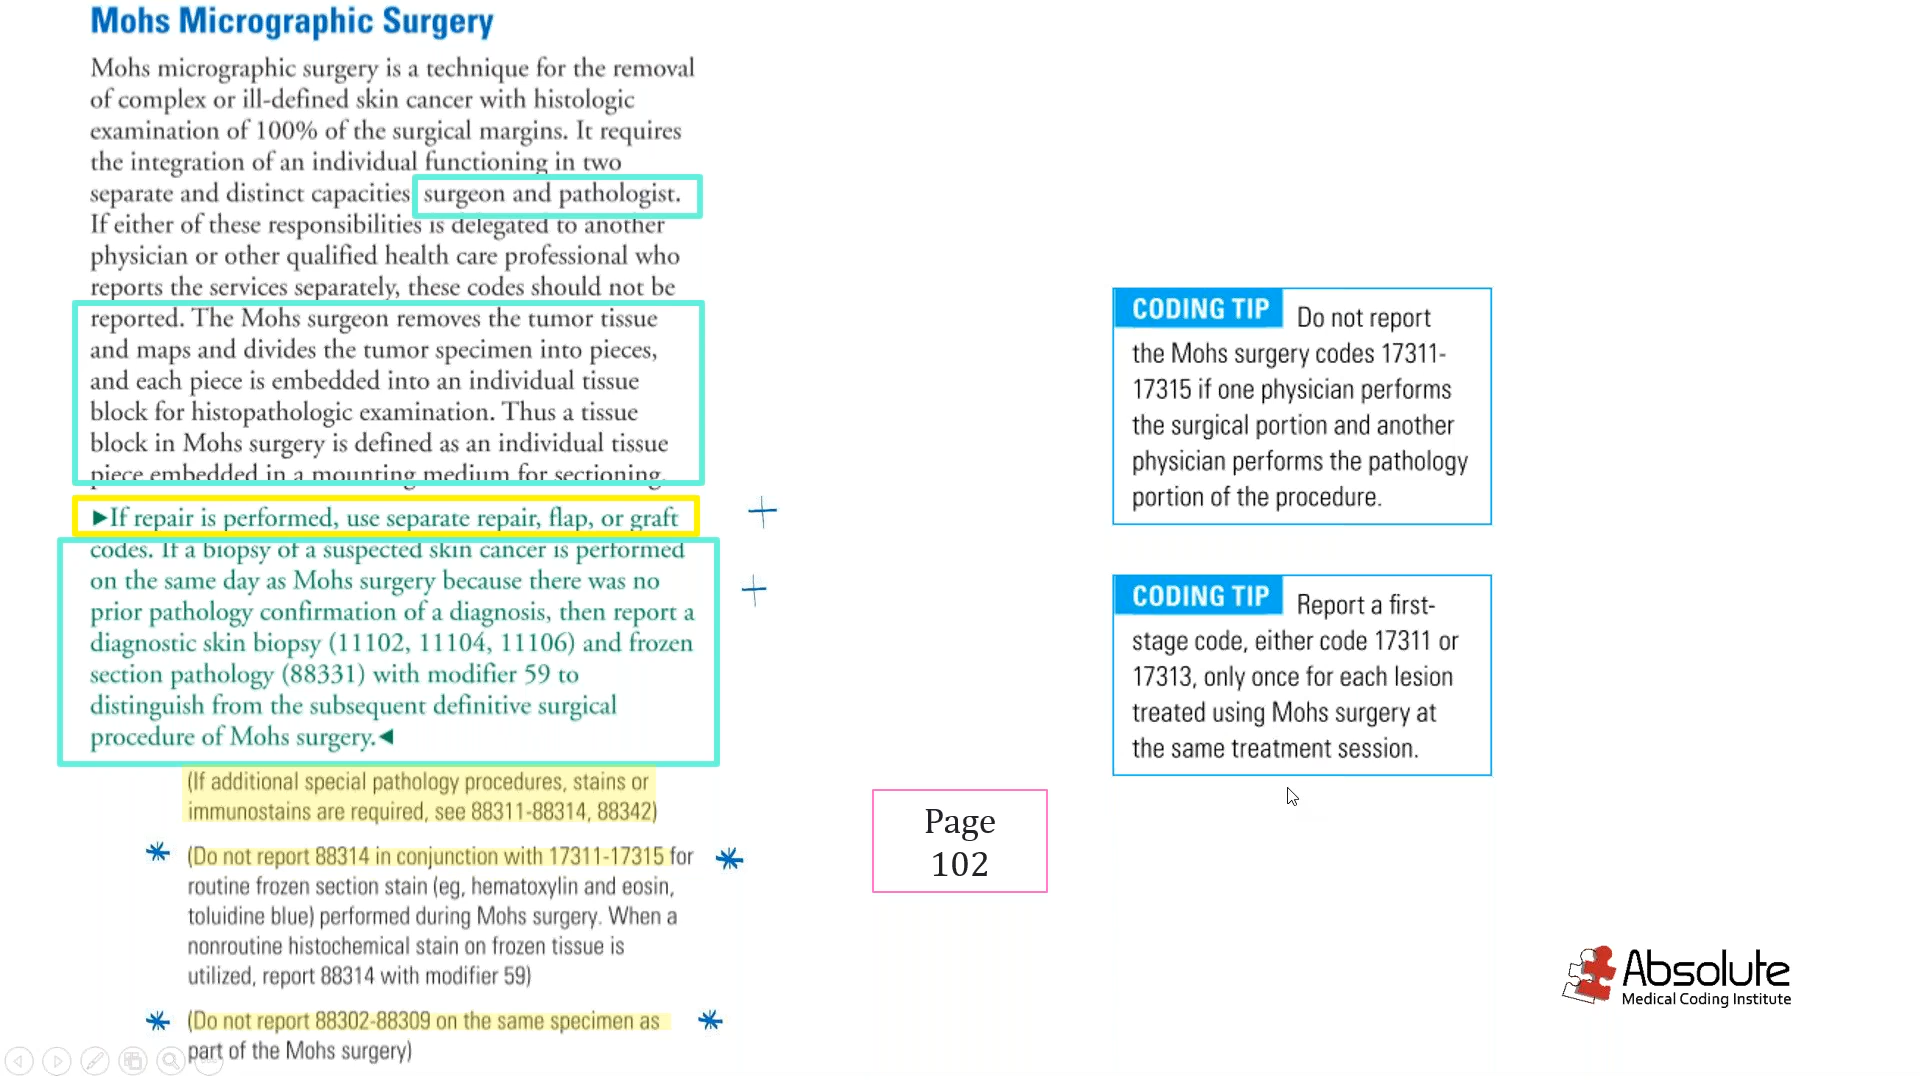 Mohs Micrographic Surgery
Mohs micrographic surgery is a technique for the removal
of complex or ill-defined skin cancer with histologic
examination of 100% of the surgical margins. It requires
the integration of an individual functioning in two
separate and distinct capacities surgeon and pathologist.
If either of these responsibilities is delegated to another
physician or other qualified health care professional who
reports the services separately, these codes should not be
reported. The Mohs surgeon removes the tumor tissue
and maps and divides the tumor specimen into pieces,
and each piece is embedded into an individual tissue
block for histopathologic examination. Thus a tissue
block in Mohs surgery is defined as an individual tissue
piece embedded in a mounting medium for sectioning.
▶If repair is performed, use separate repair, flap, or graft
codes. If a biopsy of a suspected skin cancer is performed
on the same day as Mohs surgery because there was no
prior pathology confirmation of a diagnosis, then report a
diagnostic skin biopsy (11102, 11104, 11106) and frozen
section pathology (88331) with modifier 59 to
distinguish from the subsequent definitive surgical
procedure of Mohs surgery.◀
(If additional special pathology procedures, stains or
immunostains are required, see 88311-88314, 88342)
(Do not report 88314 in conjunction with 17311-17315 for
routine frozen section stain (eg, hematoxylin and eosin,
toluidine blue) performed during Mohs surgery. When a
nonroutine histochemical stain on frozen tissue is
utilized, report 88314 with modifier 59)
(Do not report 88302-88309 on the same specimen as
part of the Mohs surgery)
Page
102
CODING TIP Do not report
the Mohs surgery codes 17311-
17315 if one physician performs
the surgical portion and another
physician performs the pathology
portion of the procedure.
CODING TIP Report a first-
stage code, either code 17311 or
17313, only once for each lesion
treated using Mohs surgery at
the same treatment session.
Absolute
Medical Coding Institute